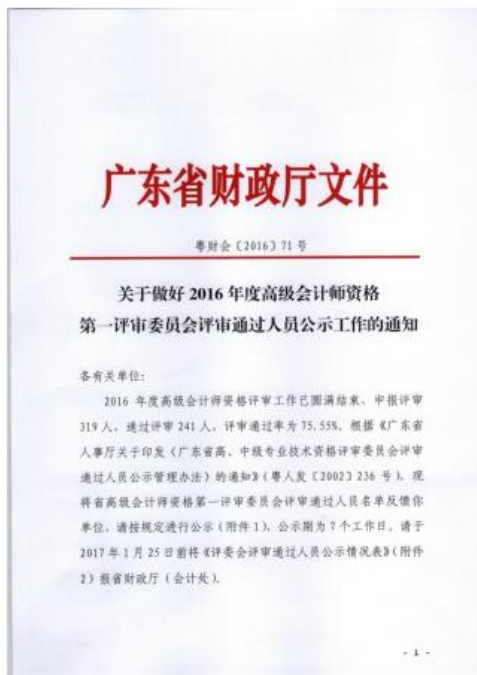 广东省财政厅文件
粤财会〔2016〕71号
关于做好 2016 年度高级会计师资格
第一评审委员会评审通过人员公示工作的通知
各有关单位:
2016 年度高级会计师资格评审工作已圆满结束。申报评审
319人，通过评审241人，评审通过率为75.55%。根据《广东省
人事厅关于印发〈广东省高、中级专业技术资格评审委员会评审
通过人员公示管理办法〉的通知》（粤人发〔2002〕236 号），现
将省高级会计师资格第一评审委员会评审通过人员名单反馈你
单位，请按规定进行公示（附件1），公示期为7个工作日。请于
2017年1月25日前将《评委会评审通过人员公示情况表》（附件
2）报省财政厅（会计处）。
- 1 -